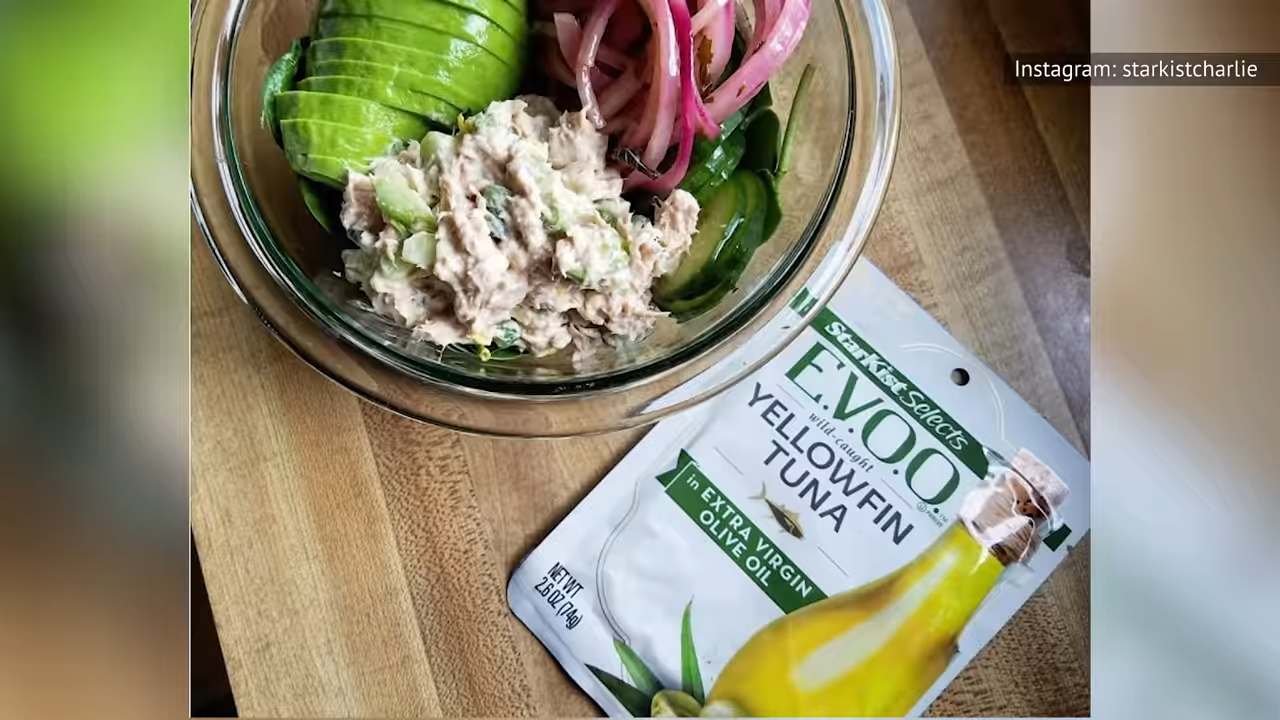 Instagram: starkistcharlie
StarKist Selects
E.V.O.O.
wild-caught
YELLOWFIN
TUNA
in EXTRA VIRGIN
OLIVE OIL
NET WT
2.6 OZ (74g)